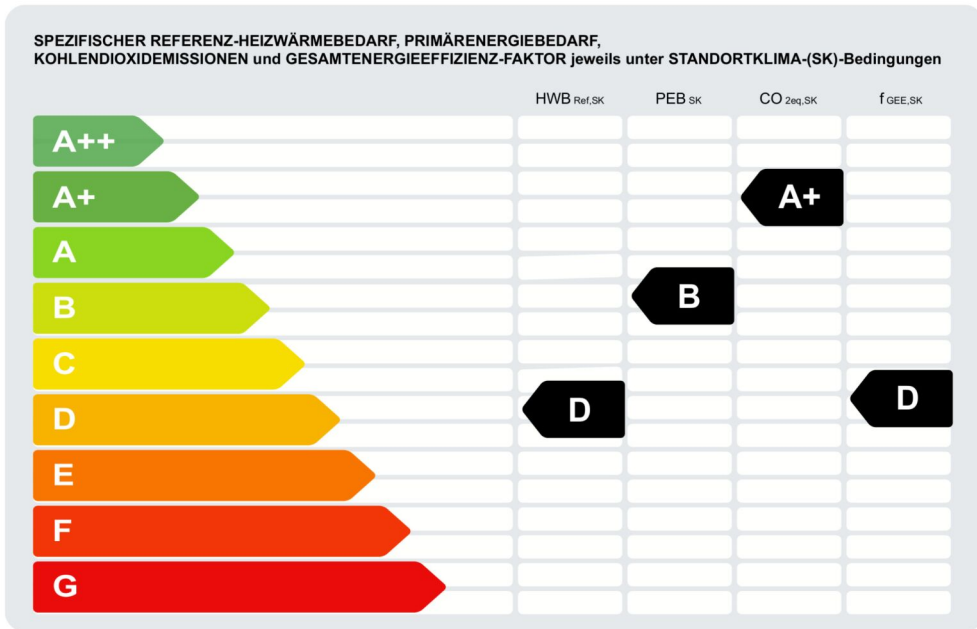 SPEZIFISCHER REFERENZ-HEIZWÄRMEBEDARF, PRIMÄRENERGIEBEDARF,
KOHLENDIOXIDEMISSIONEN und GESAMTENERGIEEFFIZIENZ-FAKTOR jeweils unter STANDORTKLIMA-(SK)-Bedingungen
HWB Ref,SK PEB SK CO 2eq,SK f GEE,SK
A++
A+ A+
A
B B
C
D D D
E
F
G